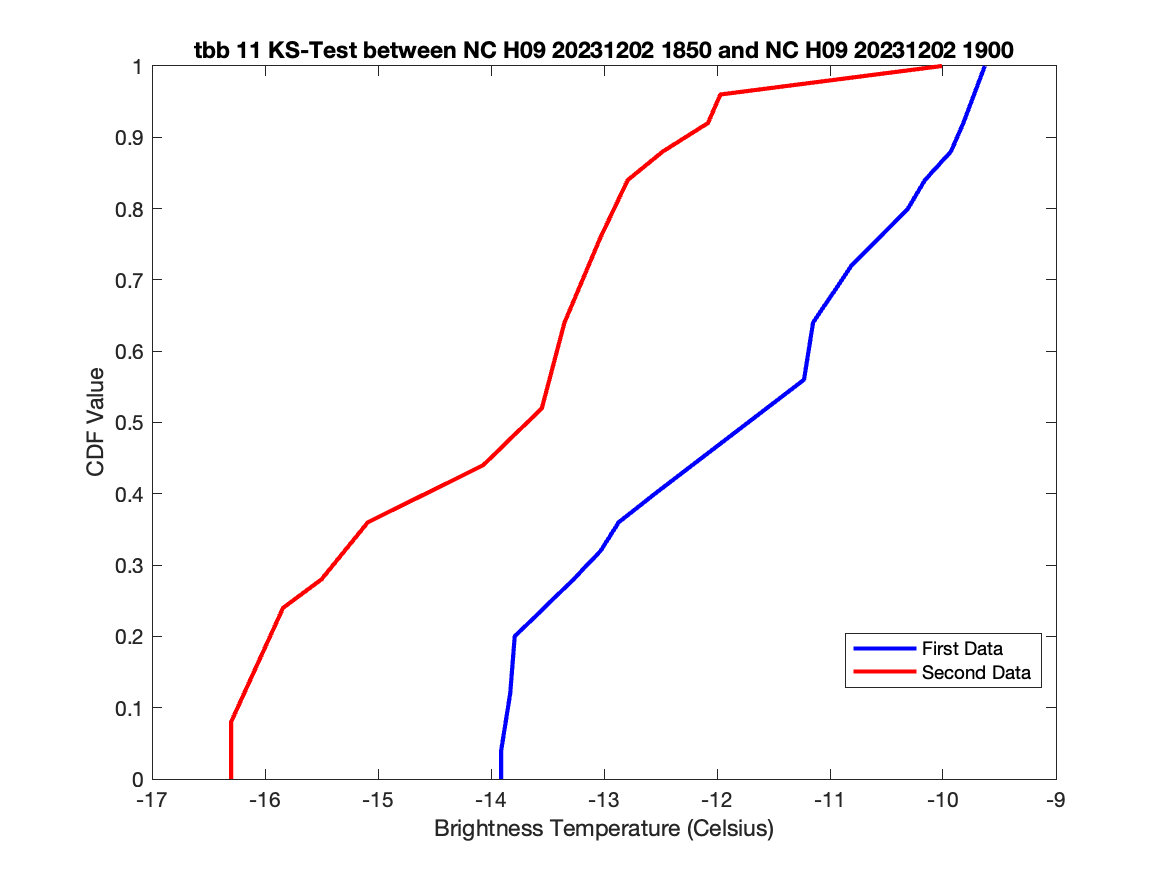 tbb 11 KS-Test between NC H09 20231202 1850 and NC H09 20231202 1900
1
0.9
0.8
0.7
0.6
0.5
0.4
0.3
0.2
0.1
0
CDF Value
First Data
Second Data
-17 -16 -15 -14 -13 -12 -11 -10 -9
Brightness Temperature (Celsius)